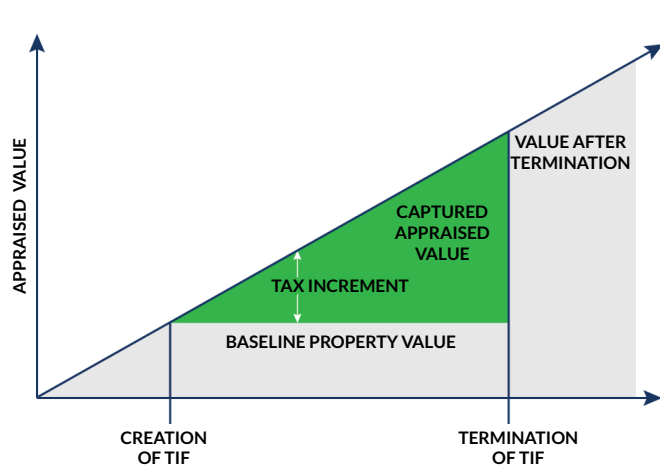 APPRAISED VALUE
VALUE AFTER
TERMINATION
CAPTURED
APPRAISED
VALUE
TAX INCREMENT
BASELINE PROPERTY VALUE
CREATION
OF TIF
TERMINATION
OF TIF